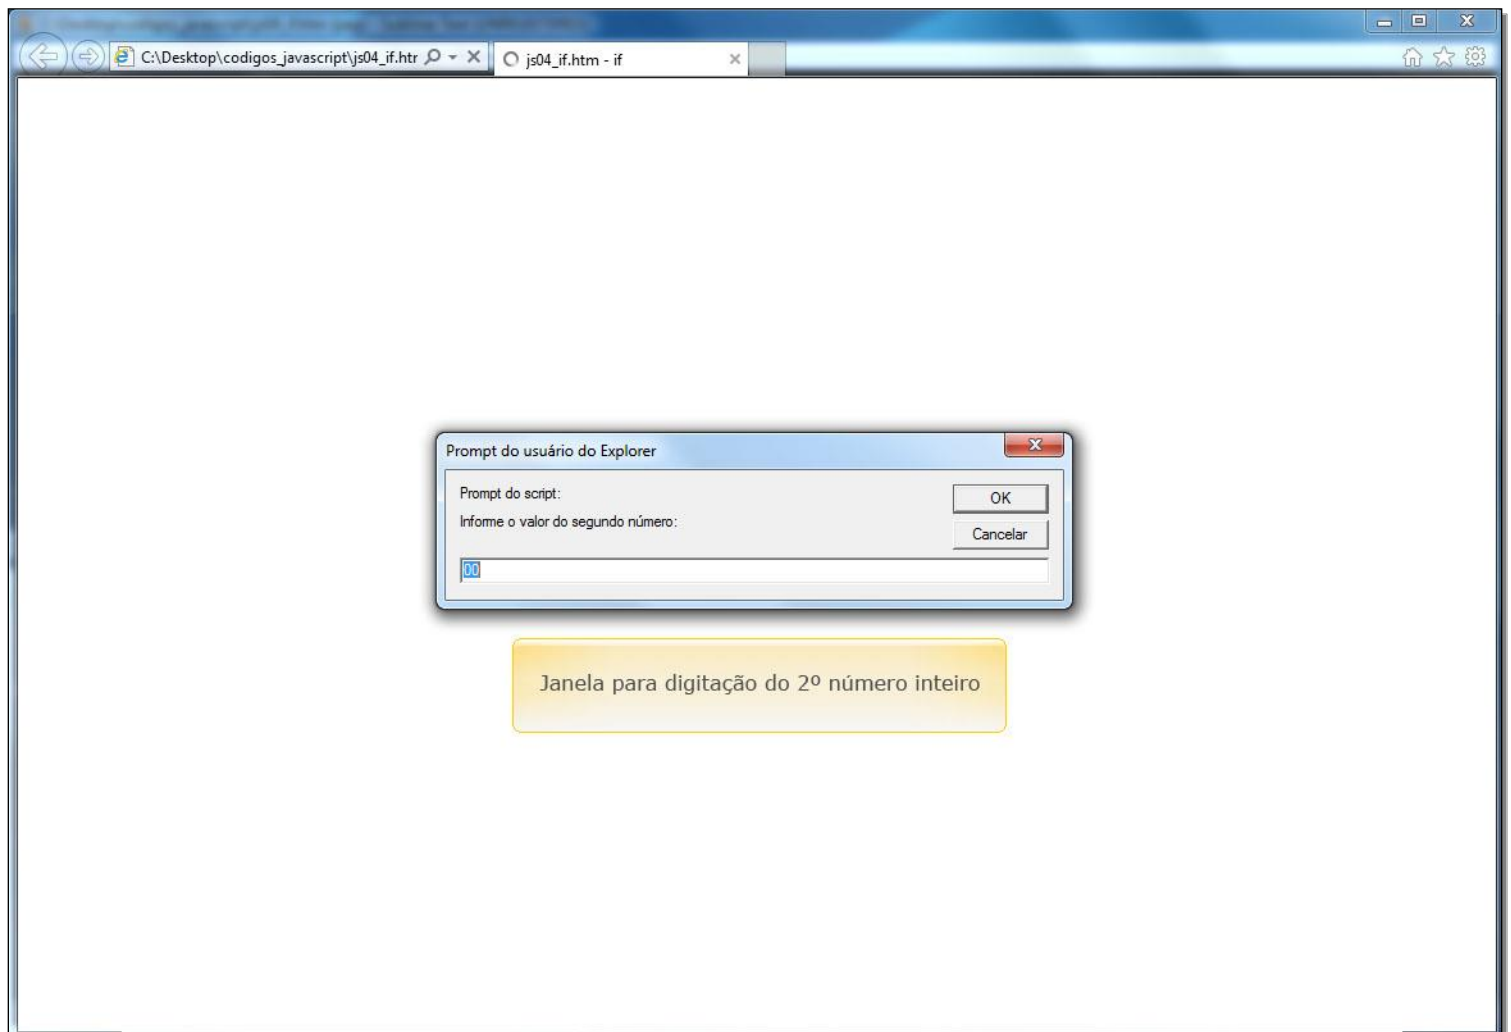 C:\Desktop\codigos_javascript\js04_if.htr
js04_if.htm - if
Prompt do usuário do Explorer
Prompt do script:
OK
Informe o valor do segundo número:
Cancelar
00
Janela para digitação do 2º número inteiro